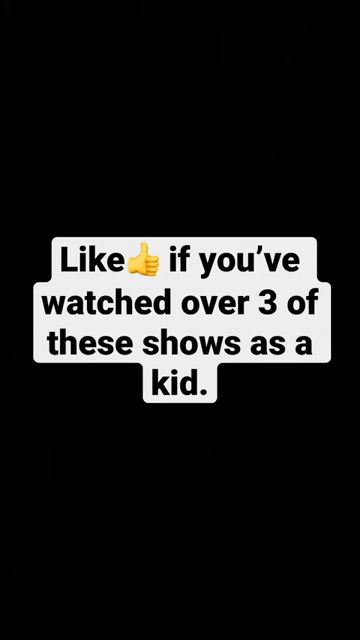 Like👍 if you’ve
watched over 3 of
these shows as a
kid.